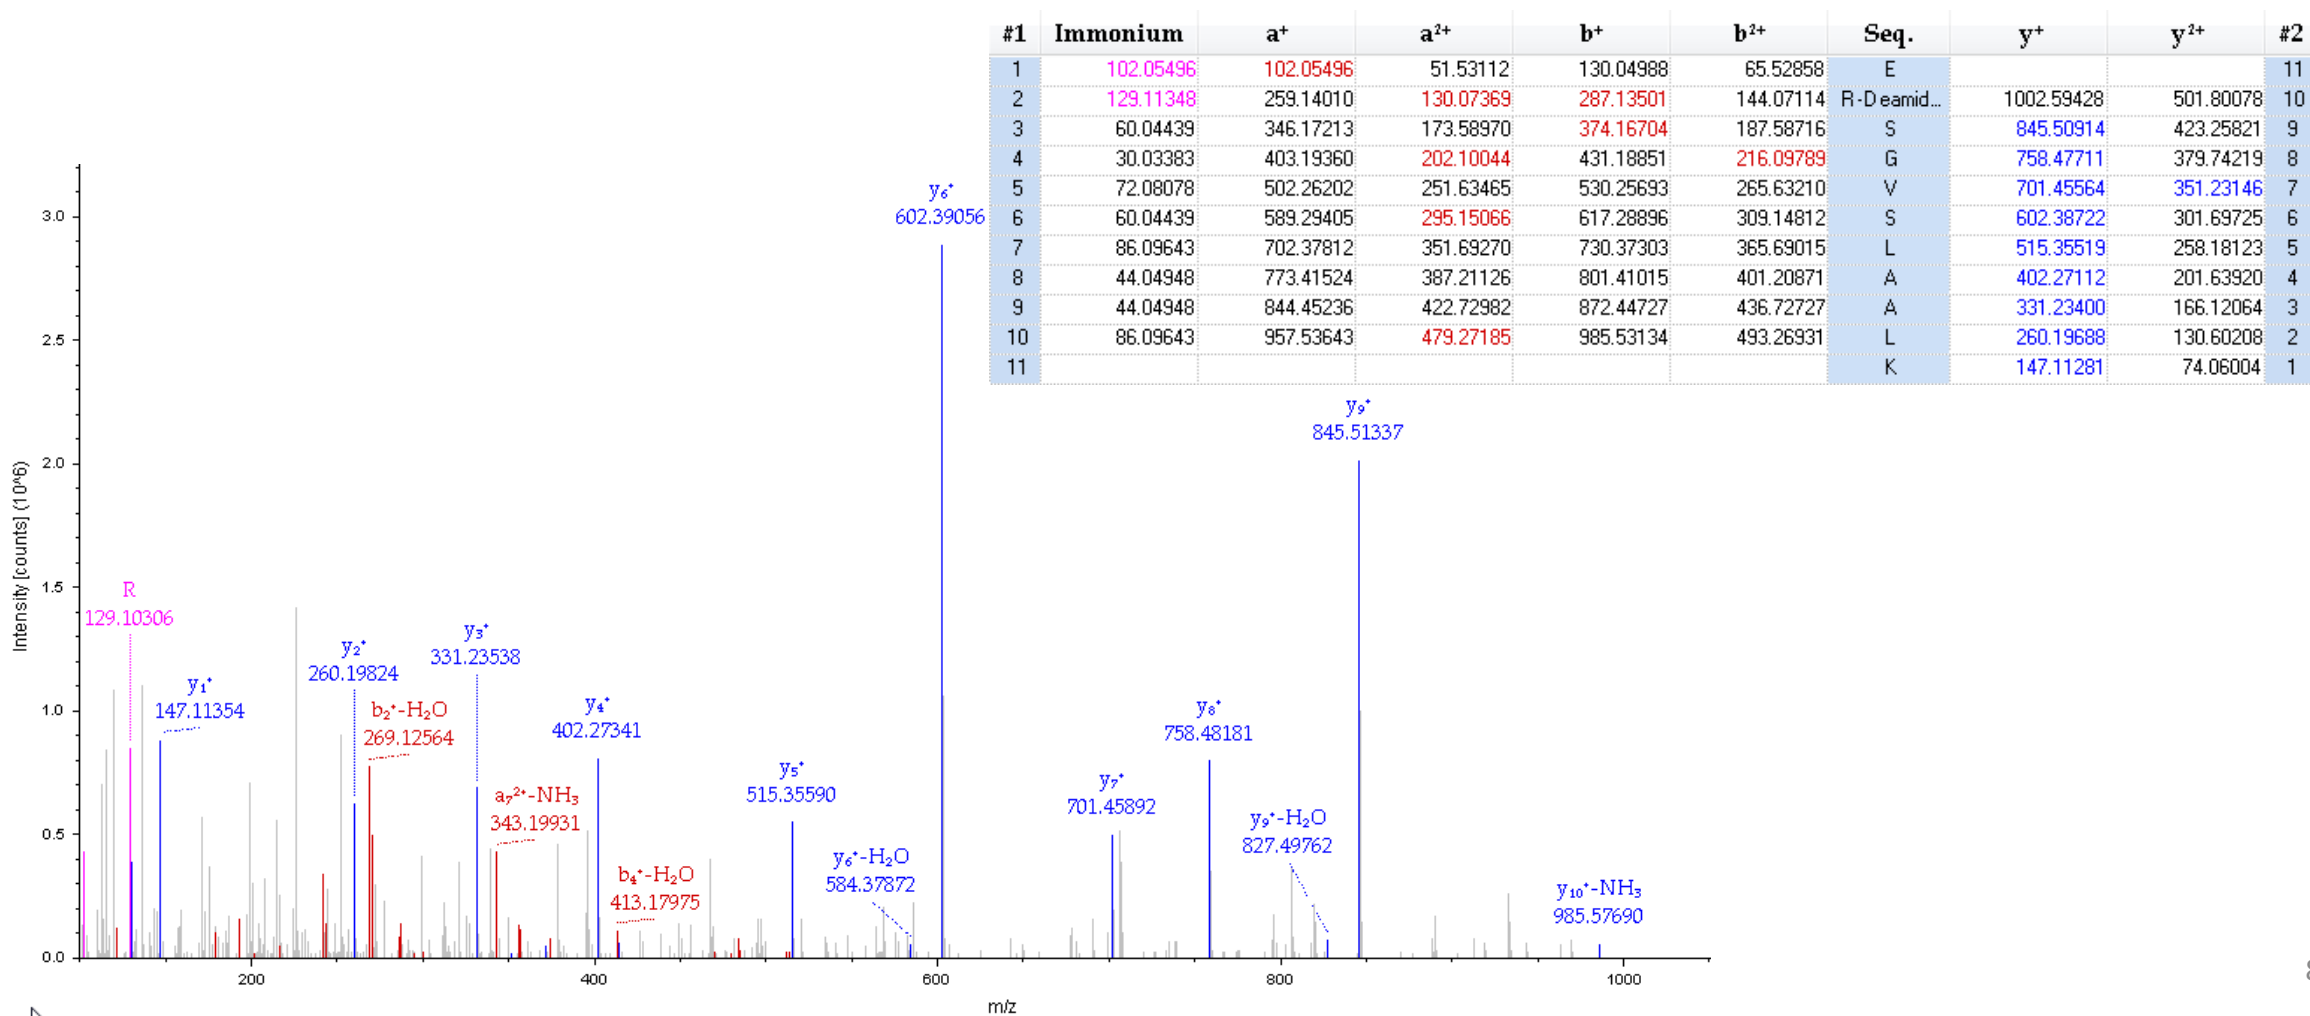 #1 Immonium a⁺ a²⁺ b⁺ b²⁺ Seq. y⁺ y²⁺ #2
1 102.05496 102.05496 51.53112 130.04988 65.52858 E 11
2 129.11348 259.14010 130.07369 287.13501 144.07114 R-Deamid... 1002.59428 501.80078 10
3 60.04439 346.17213 173.58970 374.16704 187.58716 S 845.50914 423.25821 9
4 30.03383 403.19360 202.10044 431.18851 216.09789 G 758.47711 379.74219 8
5 72.08078 502.26202 251.63465 530.25693 265.63210 V 701.45564 351.23146 7
6 60.04439 589.29405 295.15066 617.28896 309.14812 S 602.38722 301.69725 6
7 86.09643 702.37812 351.69270 730.37303 365.69015 L 515.35519 258.18123 5
8 44.04948 773.41524 387.21126 801.41015 401.20871 A 402.27112 201.63920 4
9 44.04948 844.45236 422.72982 872.44727 436.72727 A 331.23400 166.12064 3
10 86.09643 957.53643 479.27185 985.53134 493.26931 L 260.19688 130.60208 2
11 K 147.11281 74.06004 1
Intensity [counts] (10^6)
3.0
2.5
2.0
1.5
1.0
0.5
0.0
R
129.10306
y₁⁺
147.11354
y₂⁺
260.19824
b₂⁺-H₂O
269.12564
y₃⁺
331.23538
a₇²⁺-NH₃
343.19931
y₄⁺
402.27341
b₄⁺-H₂O
413.17975
y₅⁺
515.35590
y₆⁺-H₂O
584.37872
y₆⁺
602.39056
y₇⁺
701.45892
y₈⁺
758.48181
y₉⁺-H₂O
827.49762
y₉⁺
845.51337
y₁₀⁺-NH₃
985.57690
200 400 600 800 1000
m/z